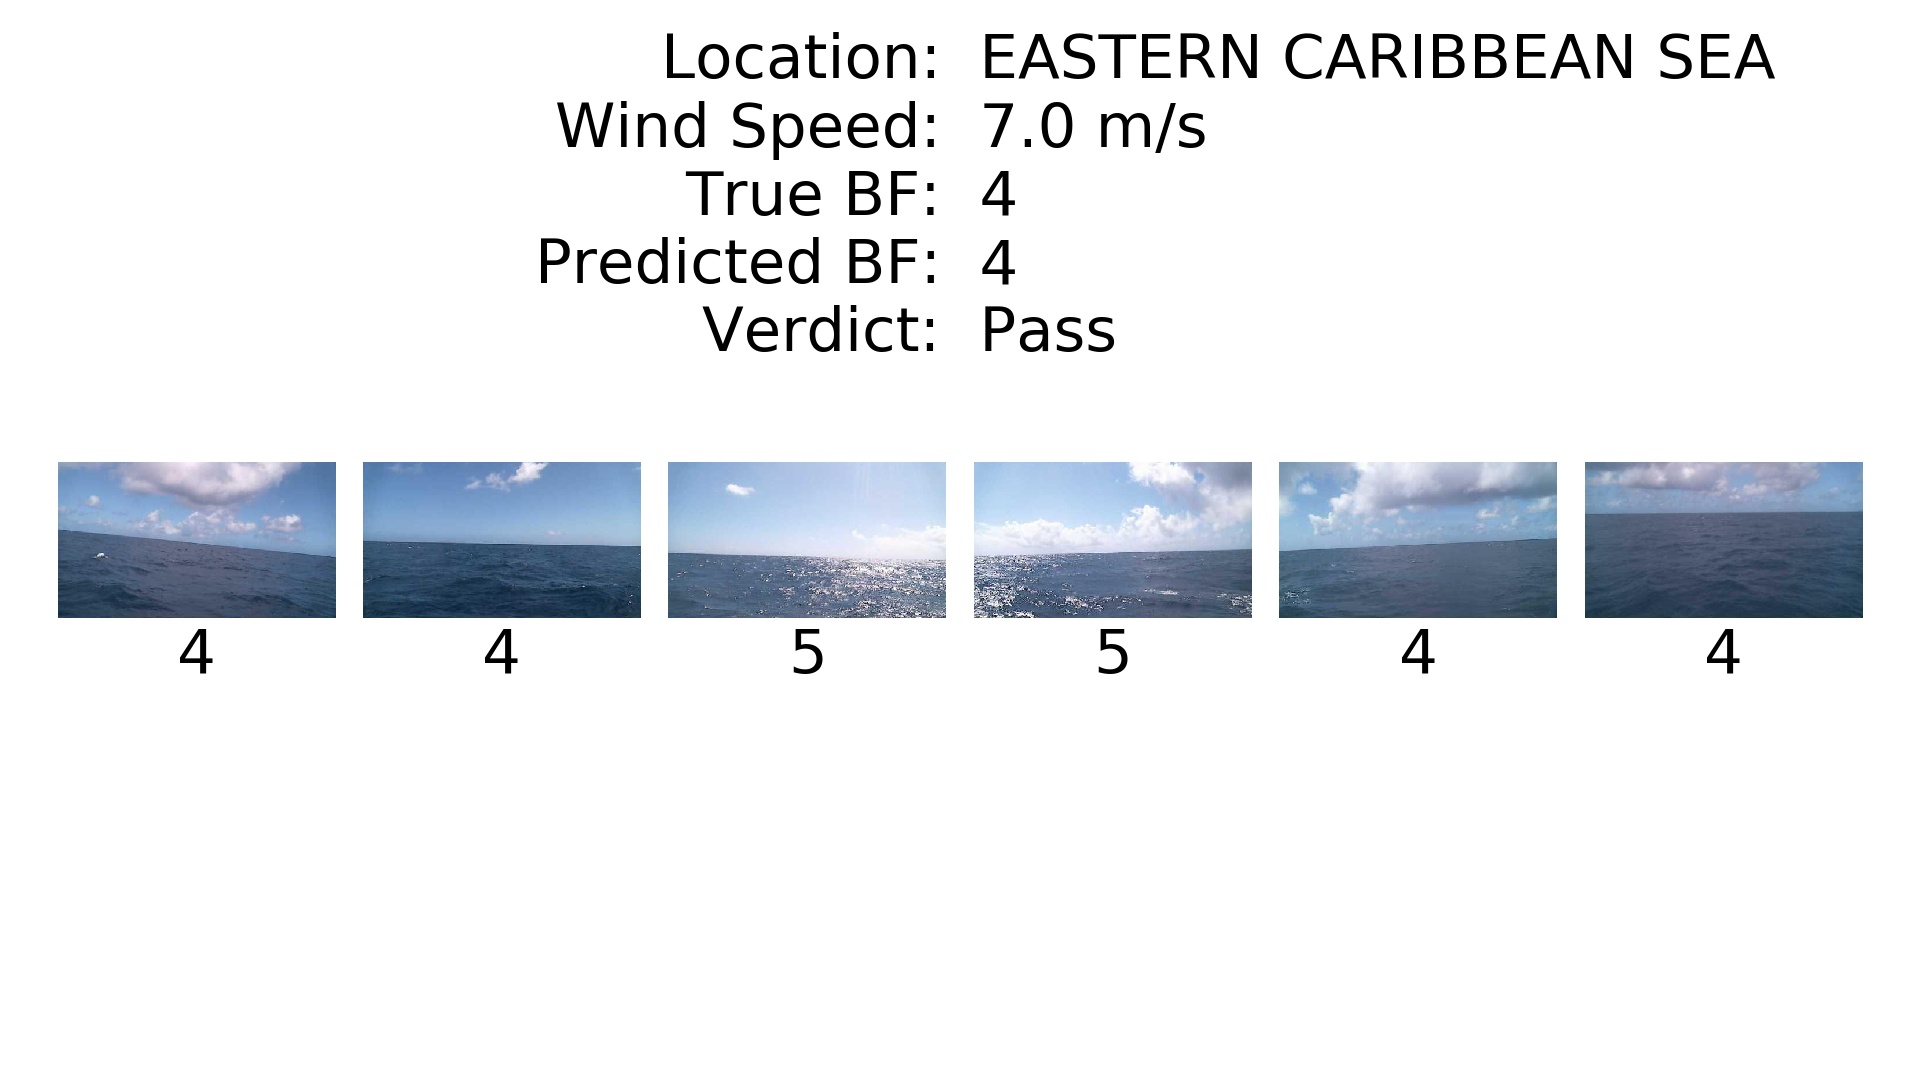 Location: EASTERN CARIBBEAN SEA
Wind Speed: 7.0 m/s
True BF: 4
Predicted BF: 4
Verdict: Pass
4 4 5 5 4 4